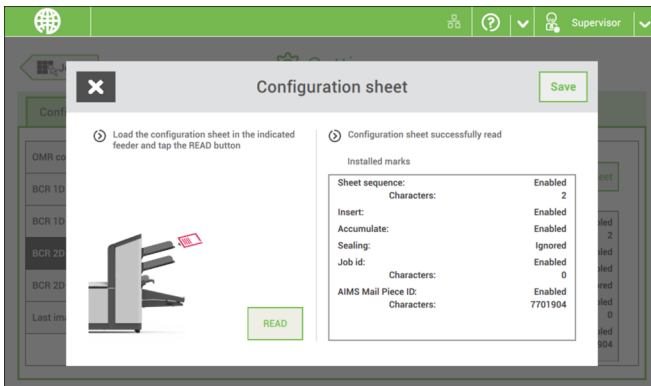 Supervisor
Configuration sheet
Save
Load the configuration sheet in the indicated
feeder and tap the READ button
READ
Configuration sheet successfully read
Installed marks
Sheet sequence: Enabled
Characters: 2
Insert: Enabled
Accumulate: Enabled
Sealing: Ignored
Job id: Enabled
Characters: 0
AIMS Mail Piece ID: Enabled
Characters: 7701904
OMR
BCR 1D
BCR 1D
BCR 2D
BCR 2D
Last
2
0